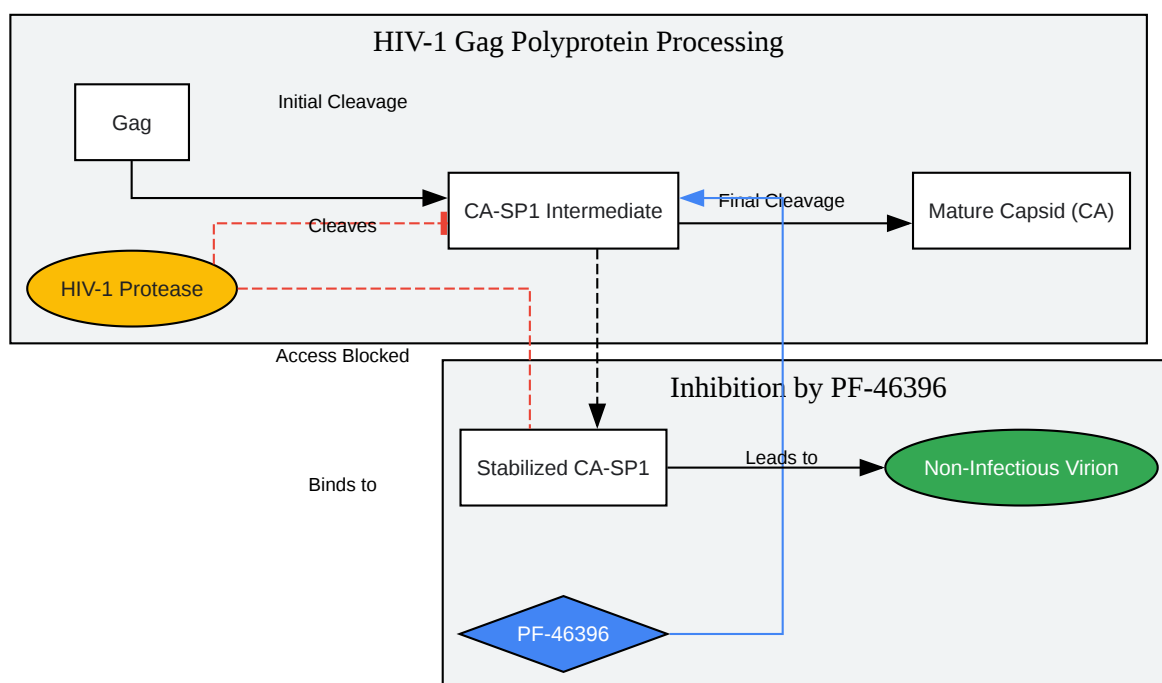 HIV-1 Gag Polyprotein Processing
Initial Cleavage
Gag
CA-SP1 Intermediate
Final Cleavage
Mature Capsid (CA)
Cleaves
HIV-1 Protease
Access Blocked
Inhibition by PF-46396
Stabilized CA-SP1
Leads to
Non-Infectious Virion
Binds to
PF-46396